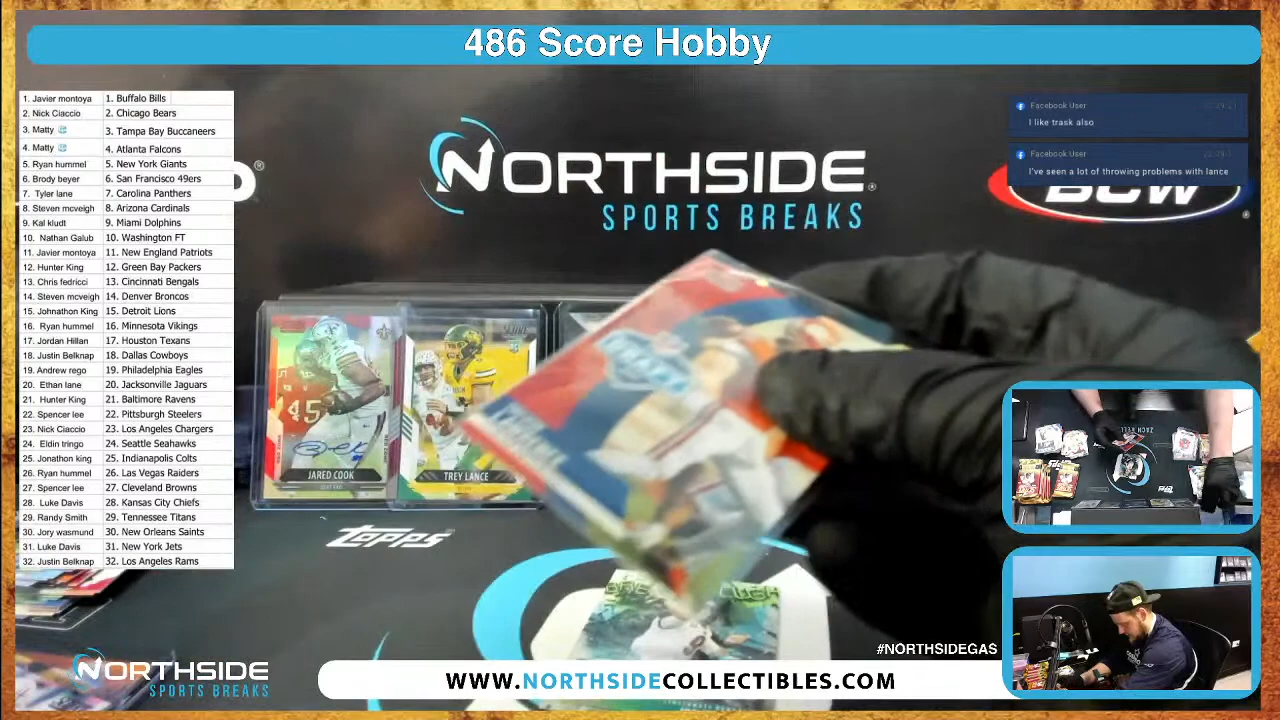 486 Score Hobby
1. Javier montoya 1. Buffalo Bills
2. Nick Ciaccio 2. Chicago Bears
3. Matty 3. Tampa Bay Buccaneers
4. Matty 4. Atlanta Falcons
5. Ryan hummel 5. New York Giants
6. Brody beyer 6. San Francisco 49ers
7. Tyler lane 7. Carolina Panthers
8. Steven mcveigh 8. Arizona Cardinals
9. Kal kludt 9. Miami Dolphins
10. Nathan Galub 10. Washington FT
11. Javier montoya 11. New England Patriots
12. Hunter King 12. Green Bay Packers
13. Chris fedricci 13. Cincinnati Bengals
14. Steven mcveigh 14. Denver Broncos
15. Johnathon King 15. Detroit Lions
16. Ryan hummel 16. Minnesota Vikings
17. Jordan Hillan 17. Houston Texans
18. Justin Belknap 18. Dallas Cowboys
19. Andrew rego 19. Philadelphia Eagles
20. Ethan lane 20. Jacksonville Jaguars
21. Hunter King 21. Baltimore Ravens
22. Spencer lee 22. Pittsburgh Steelers
23. Nick Ciaccio 23. Los Angeles Chargers
24. Eldin tringo 24. Seattle Seahawks
25. Jonathon king 25. Indianapolis Colts
26. Ryan hummel 26. Las Vegas Raiders
27. Spencer lee 27. Cleveland Browns
28. Luke Davis 28. Kansas City Chiefs
29. Randy Smith 29. Tennessee Titans
30. Jory wasmund 30. New Orleans Saints
31. Luke Davis 31. New York Jets
32. Justin Belknap 32. Los Angeles Rams
Facebook User
I like trask also
Facebook User
I've seen a lot of throwing problems with lance
BCW
NORTHSIDE
SPORTS BREAKS
JARED COOK
TREY LANCE
Topps
#NORTHSIDEGAS
NORTHSIDE
SPORTS BREAKS
WWW.NORTHSIDECOLLECTIBLES.COM